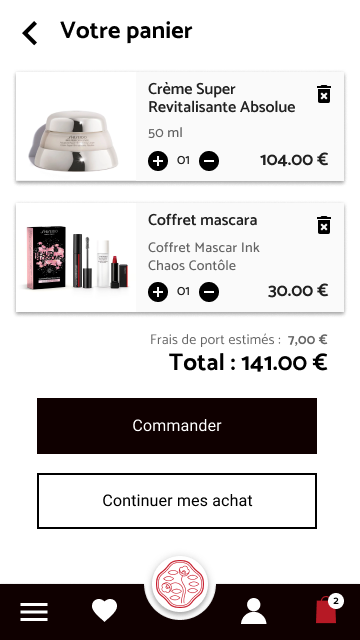 Votre panier
Crème Super
Revitalisante Absolue
50 ml
01
104.00 €
Coffret mascara
Coffret Mascar Ink
Chaos Contôle
01
30.00 €
Frais de port estimés : 7,00 €
Total : 141.00 €
Commander
Continuer mes achat
2